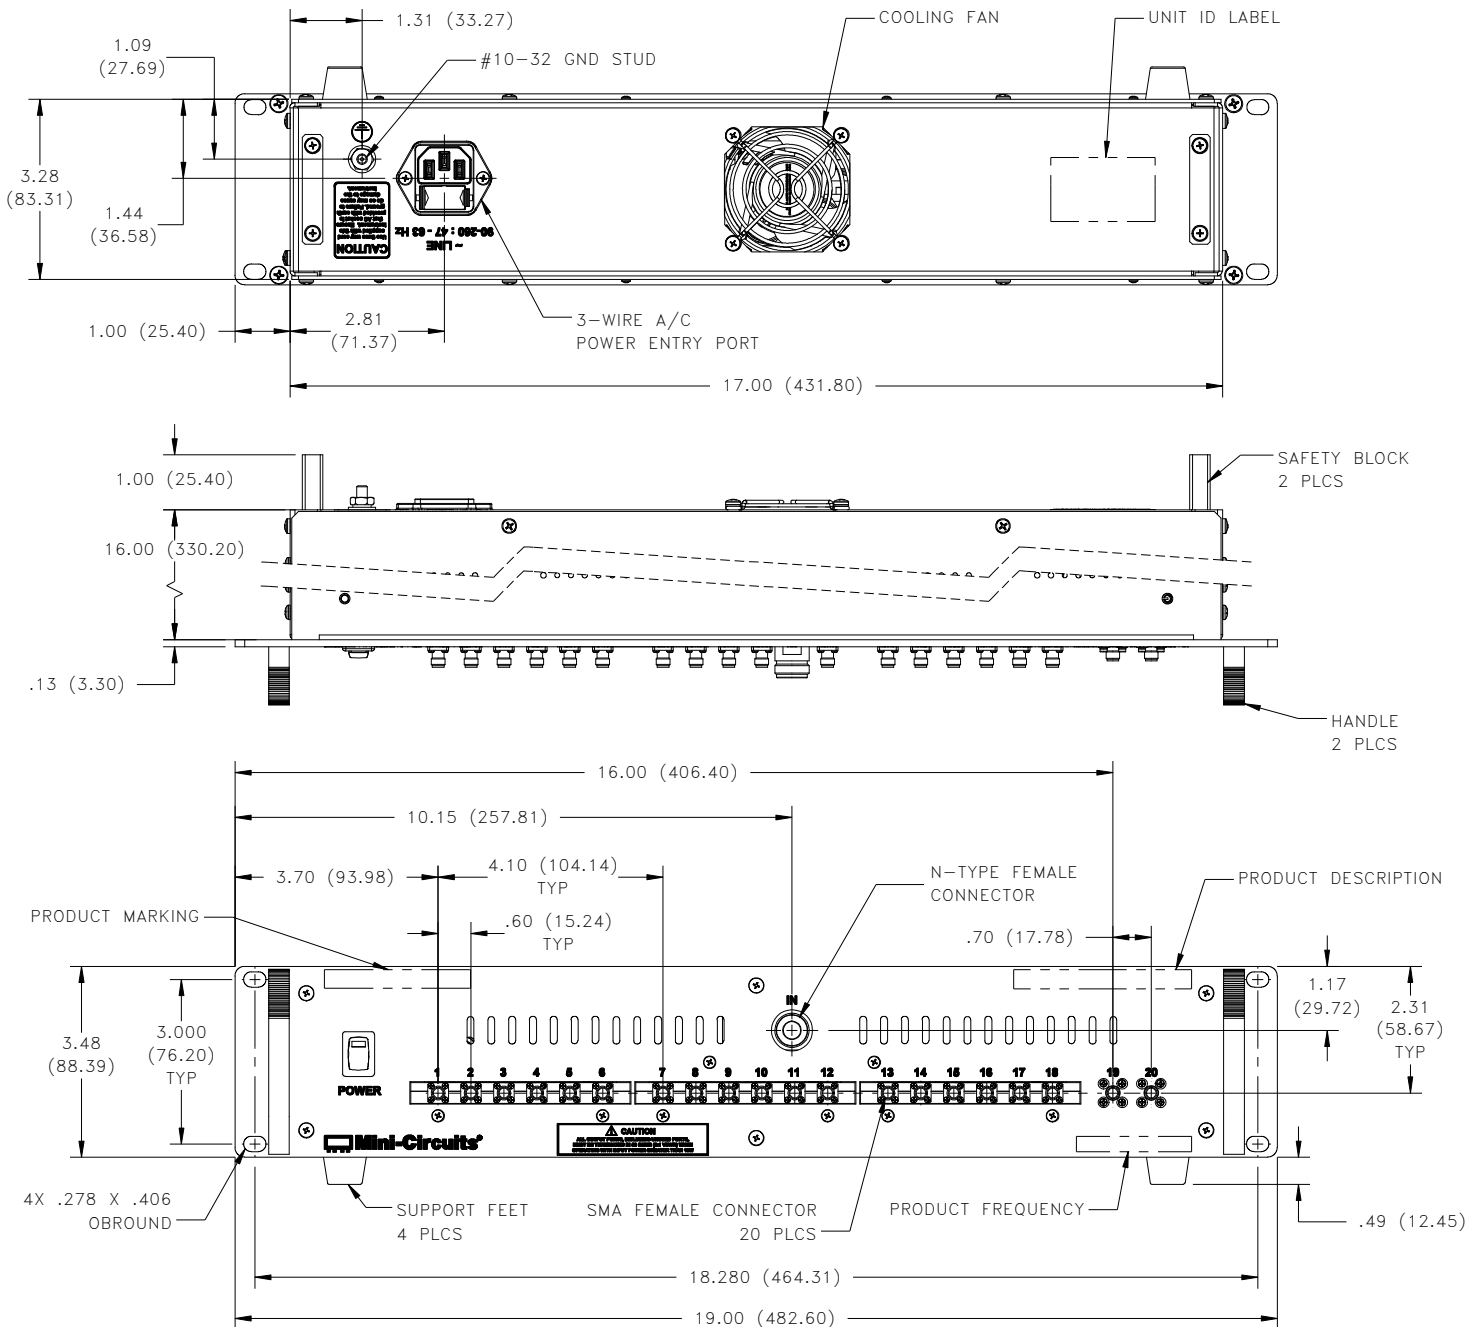 1.31 (33.27)
COOLING FAN
UNIT ID LABEL
1.09
(27.69)
#10-32 GND STUD
3.28
(83.31)
1.44
(36.58)
CAUTION
~ LINE
90-260 : 47 - 63 Hz
1.00 (25.40)
2.81
(71.37)
3-WIRE A/C
POWER ENTRY PORT
17.00 (431.80)
1.00 (25.40)
SAFETY BLOCK
2 PLCS
16.00 (330.20)
.13 (3.30)
HANDLE
2 PLCS
16.00 (406.40)
10.15 (257.81)
3.70 (93.98)
4.10 (104.14)
TYP
N-TYPE FEMALE
CONNECTOR
PRODUCT DESCRIPTION
PRODUCT MARKING
.60 (15.24)
TYP
.70 (17.78)
3.48
(88.39)
3.000
(76.20)
TYP
IN
1.17
(29.72)
2.31
(58.67)
TYP
POWER
1 2 3 4 5 6 7 8 9 10 11 12 13 14 15 16 17 18 19 20
Mini-Circuits®
CAUTION
4X .278 X .406
OBROUND
SUPPORT FEET
4 PLCS
SMA FEMALE CONNECTOR
20 PLCS
PRODUCT FREQUENCY
.49 (12.45)
18.280 (464.31)
19.00 (482.60)